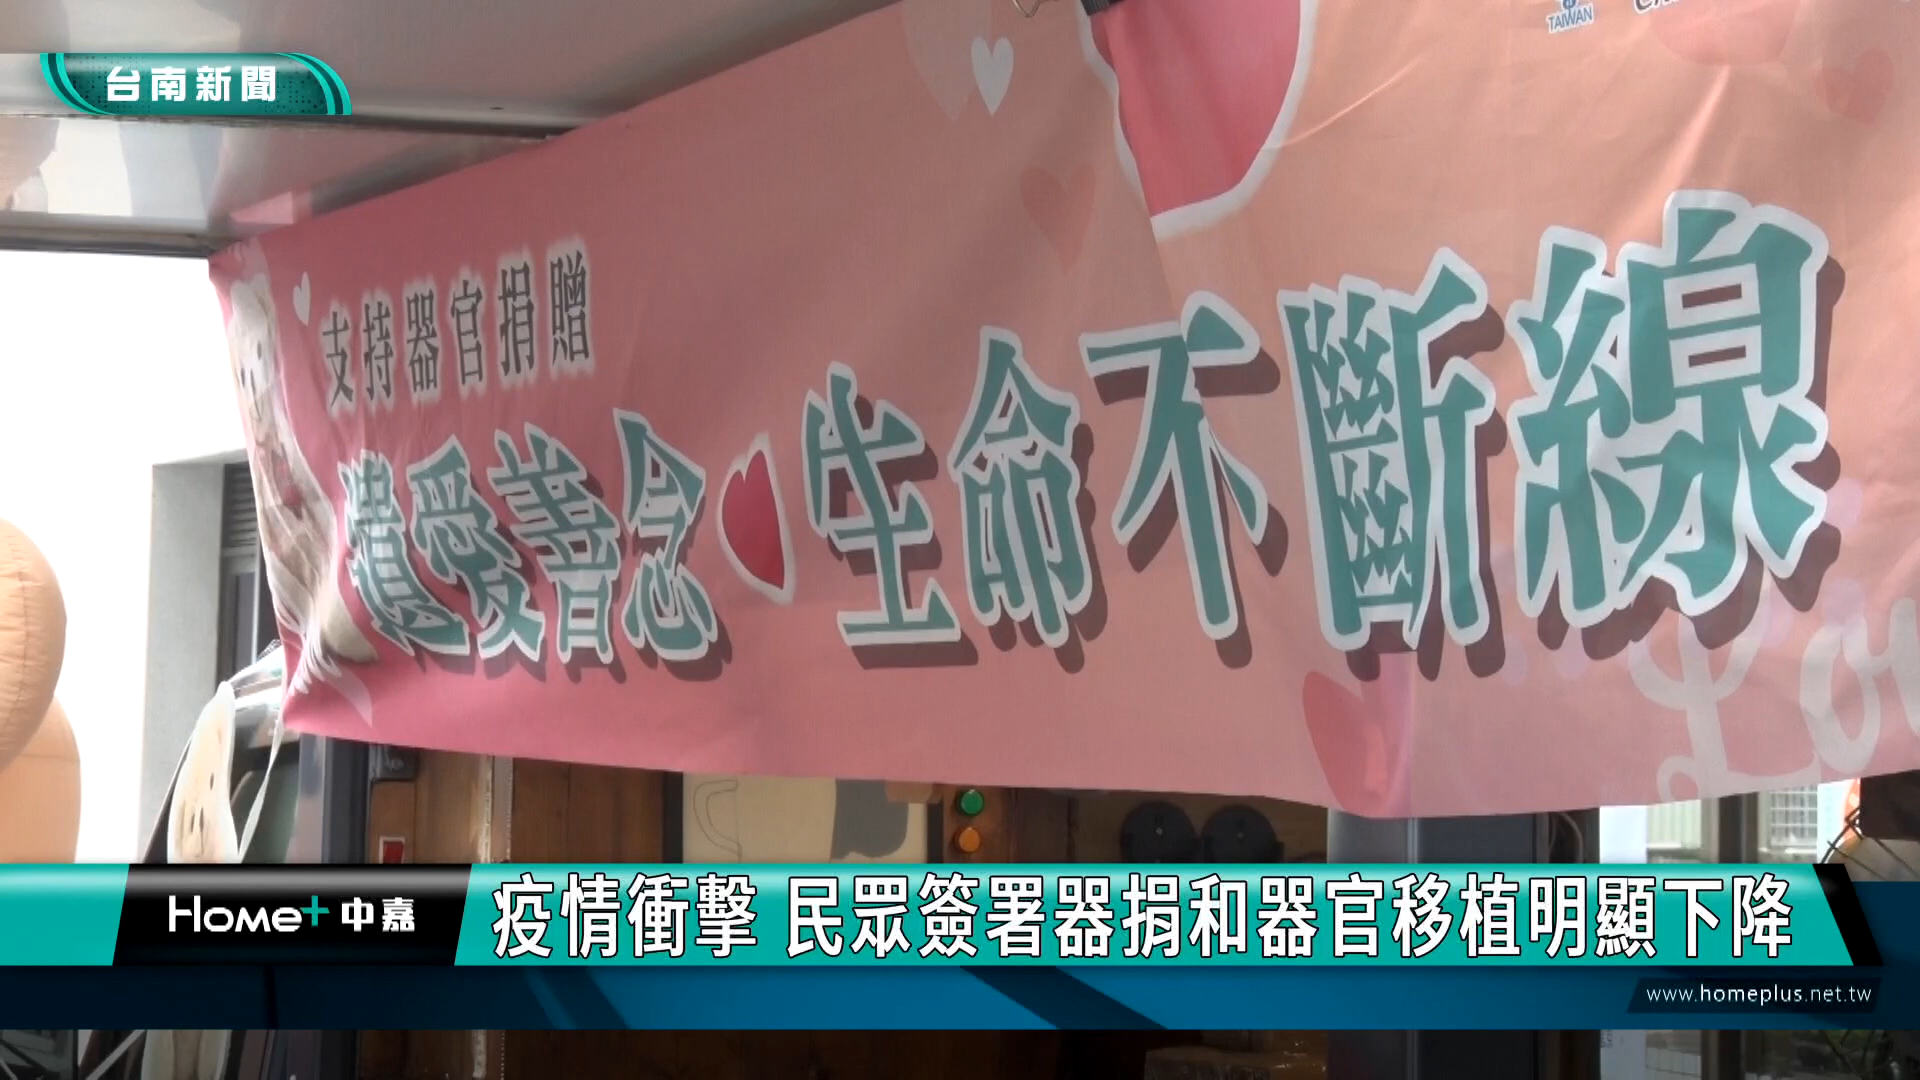 台南新聞
TAIWAN
支持器官捐贈
遺愛善念 生命不斷線
Home+ 中嘉
疫情衝擊 民眾簽署器捐和器官移植明顯下降
www.homeplus.net.tw